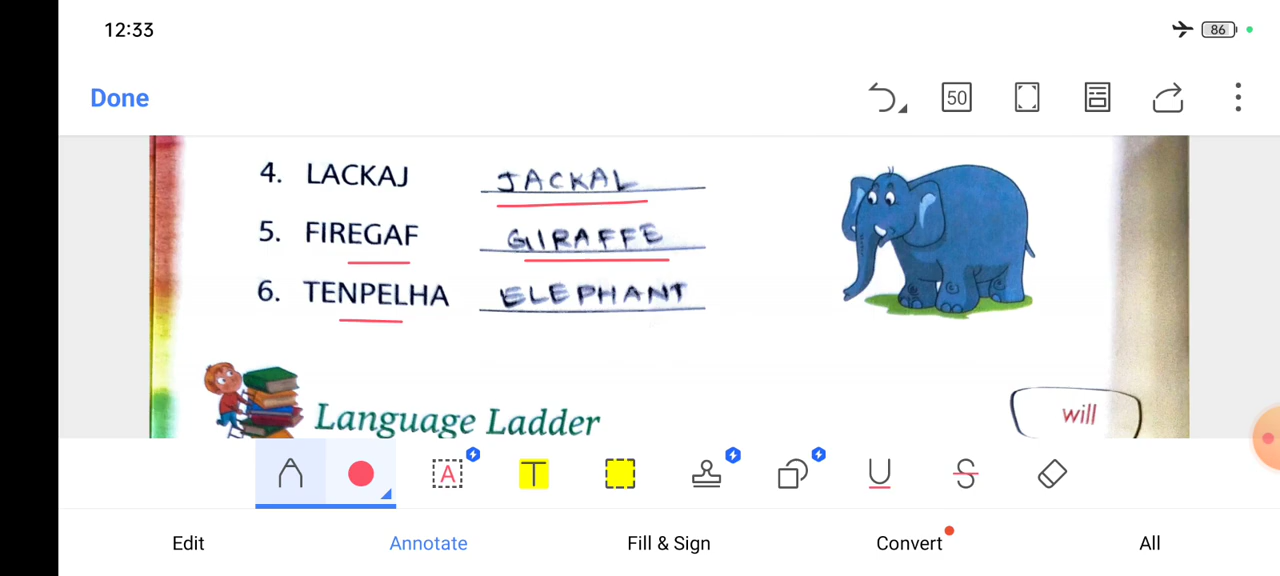 12:33
86
Done
50
4. LACKAJ JACKAL
5. FIREGAF GIRAFFE
6. TENPELHA ELEPHANT
Language Ladder
will
A
T
U
S
Edit
Annotate
Fill & Sign
Convert
All